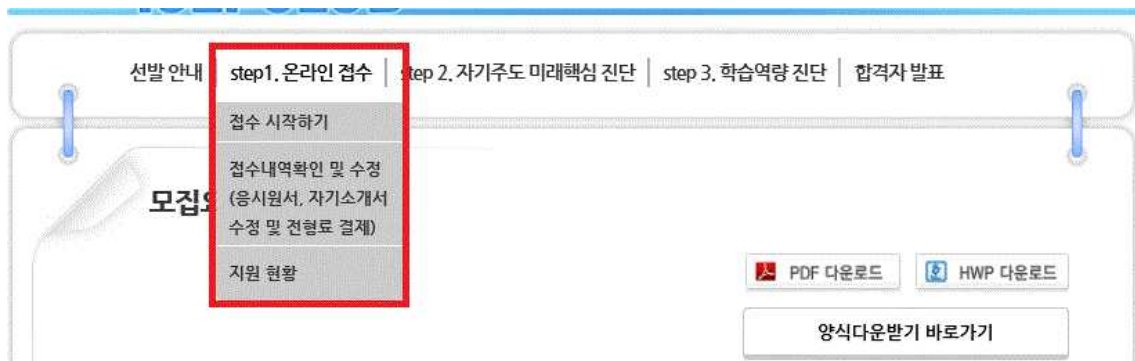 선발 안내 | step1. 온라인 접수 | step 2. 자기주도 미래핵심 진단 | step 3. 학습역량 진단 | 합격자 발표
접수 시작하기
접수내역확인 및 수정
(응시원서, 자기소개서
수정 및 전형료 결제)
지원 현황
모집
PDF 다운로드
HWP 다운로드
양식다운받기 바로가기